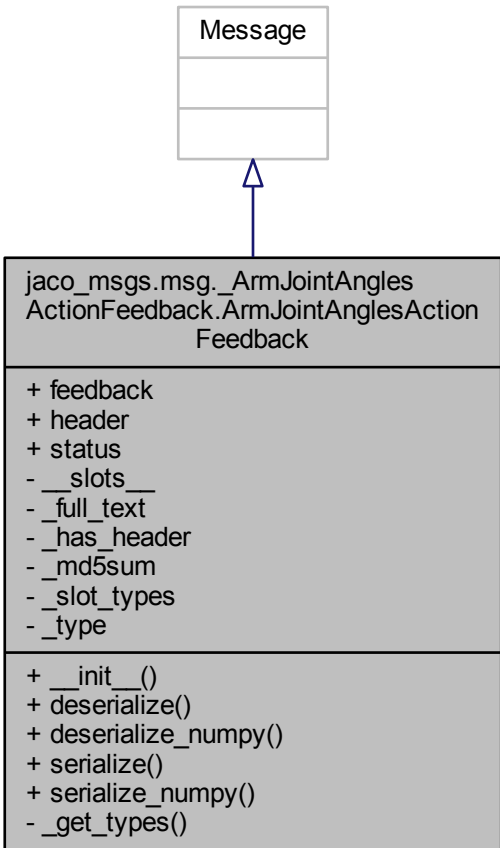 Message
jaco_msgs.msg._ArmJointAngles
ActionFeedback.ArmJointAnglesAction
Feedback
+ feedback
+ header
+ status
- __slots__
- _full_text
- _has_header
- _md5sum
- _slot_types
- _type
+ __init__()
+ deserialize()
+ deserialize_numpy()
+ serialize()
+ serialize_numpy()
- _get_types()